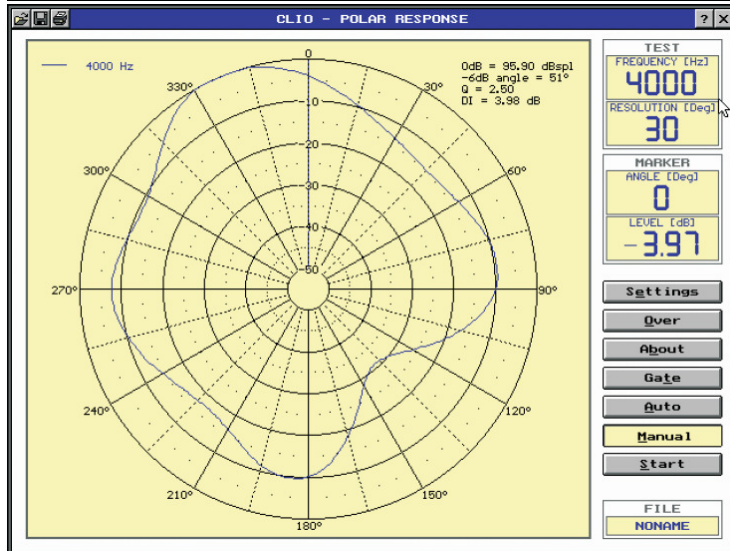 CLIO - POLAR RESPONSE
? X
4000 Hz
0dB = 95.90 dBspl
-6dB angle = 51°
Q = 2.50
DI = 3.98 dB
0
30°
60°
90°
120°
150°
180°
210°
240°
270°
300°
330°
-10
-20
-30
-40
-50
TEST
FREQUENCY [Hz]
4000
RESOLUTION [Deg]
30
MARKER
ANGLE [Deg]
0
LEVEL [dB]
-3.97
Settings
Over
About
Gate
Auto
Manual
Start
FILE
NONAME